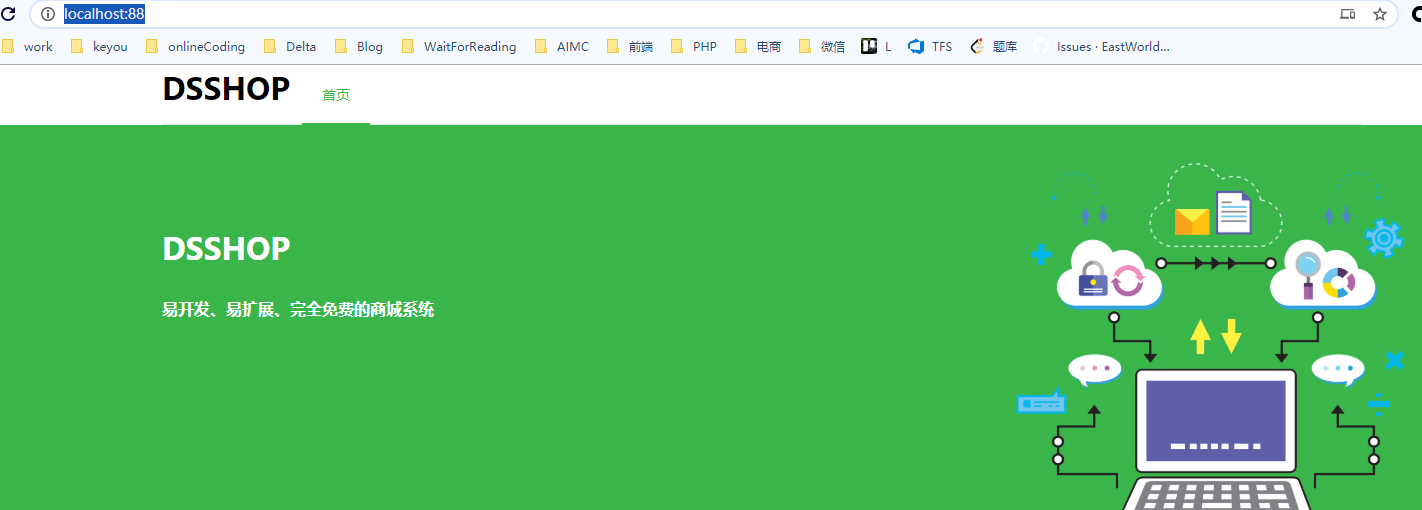 localhost:88
work keyou onlineCoding Delta Blog WaitForReading AIMC 前端 PHP 电商 微信 L TFS 题库 Issues · EastWorld...
DSSHOP 首页
DSSHOP
易开发、易扩展、完全免费的商城系统